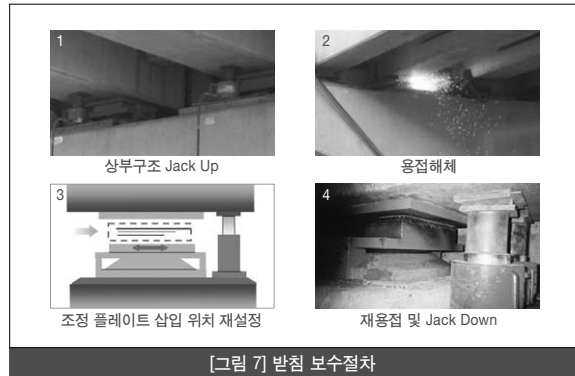 1
상부구조 Jack Up
2
용접해체
3
조정 플레이트 삽입 위치 재설정
4
재용접 및 Jack Down
[그림 7] 받침 보수절차